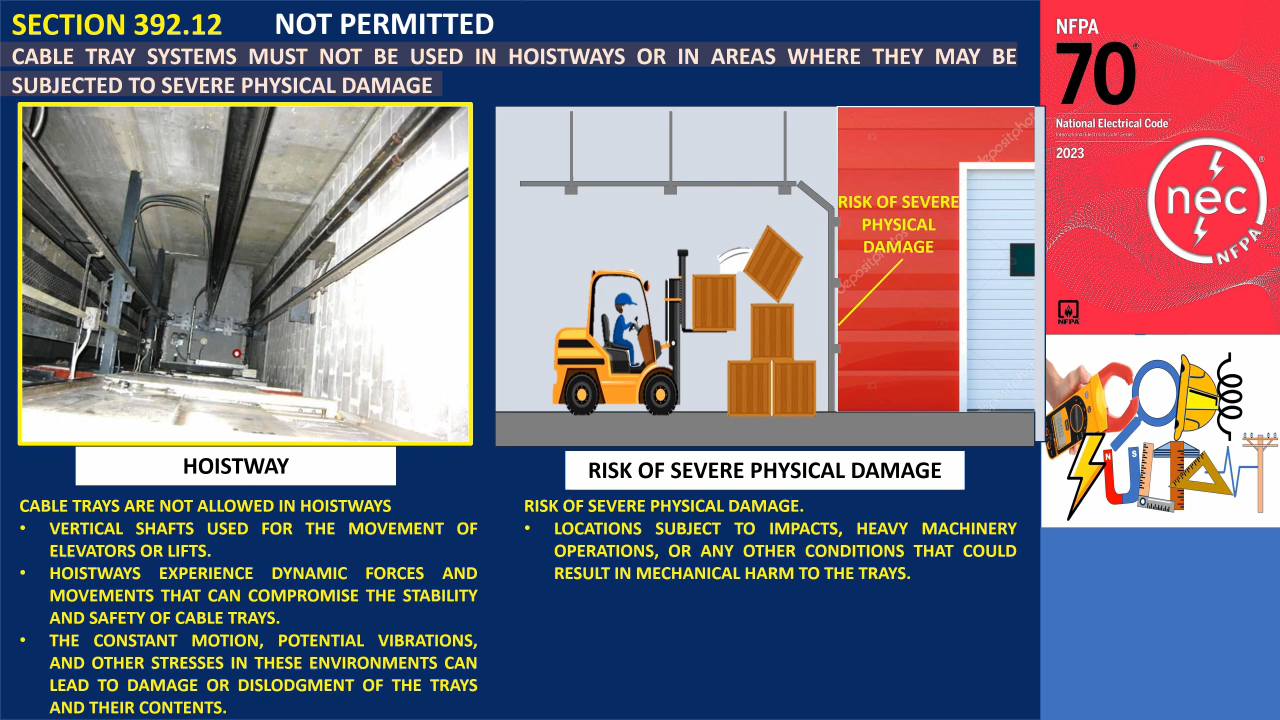 SECTION 392.12 NOT PERMITTED
CABLE TRAY SYSTEMS MUST NOT BE USED IN HOISTWAYS OR IN AREAS WHERE THEY MAY BE
SUBJECTED TO SEVERE PHYSICAL DAMAGE
RISK OF SEVERE
PHYSICAL
DAMAGE
depositphotos
HOISTWAY
RISK OF SEVERE PHYSICAL DAMAGE
CABLE TRAYS ARE NOT ALLOWED IN HOISTWAYS
• VERTICAL SHAFTS USED FOR THE MOVEMENT OF
ELEVATORS OR LIFTS.
• HOISTWAYS EXPERIENCE DYNAMIC FORCES AND
MOVEMENTS THAT CAN COMPROMISE THE STABILITY
AND SAFETY OF CABLE TRAYS.
• THE CONSTANT MOTION, POTENTIAL VIBRATIONS,
AND OTHER STRESSES IN THESE ENVIRONMENTS CAN
LEAD TO DAMAGE OR DISLODGMENT OF THE TRAYS
AND THEIR CONTENTS.
RISK OF SEVERE PHYSICAL DAMAGE.
• LOCATIONS SUBJECT TO IMPACTS, HEAVY MACHINERY
OPERATIONS, OR ANY OTHER CONDITIONS THAT COULD
RESULT IN MECHANICAL HARM TO THE TRAYS.
NFPA
70®
National Electrical Code®
International Electrical Code® Series
2023
nec®
NFPA
NFPA
N S